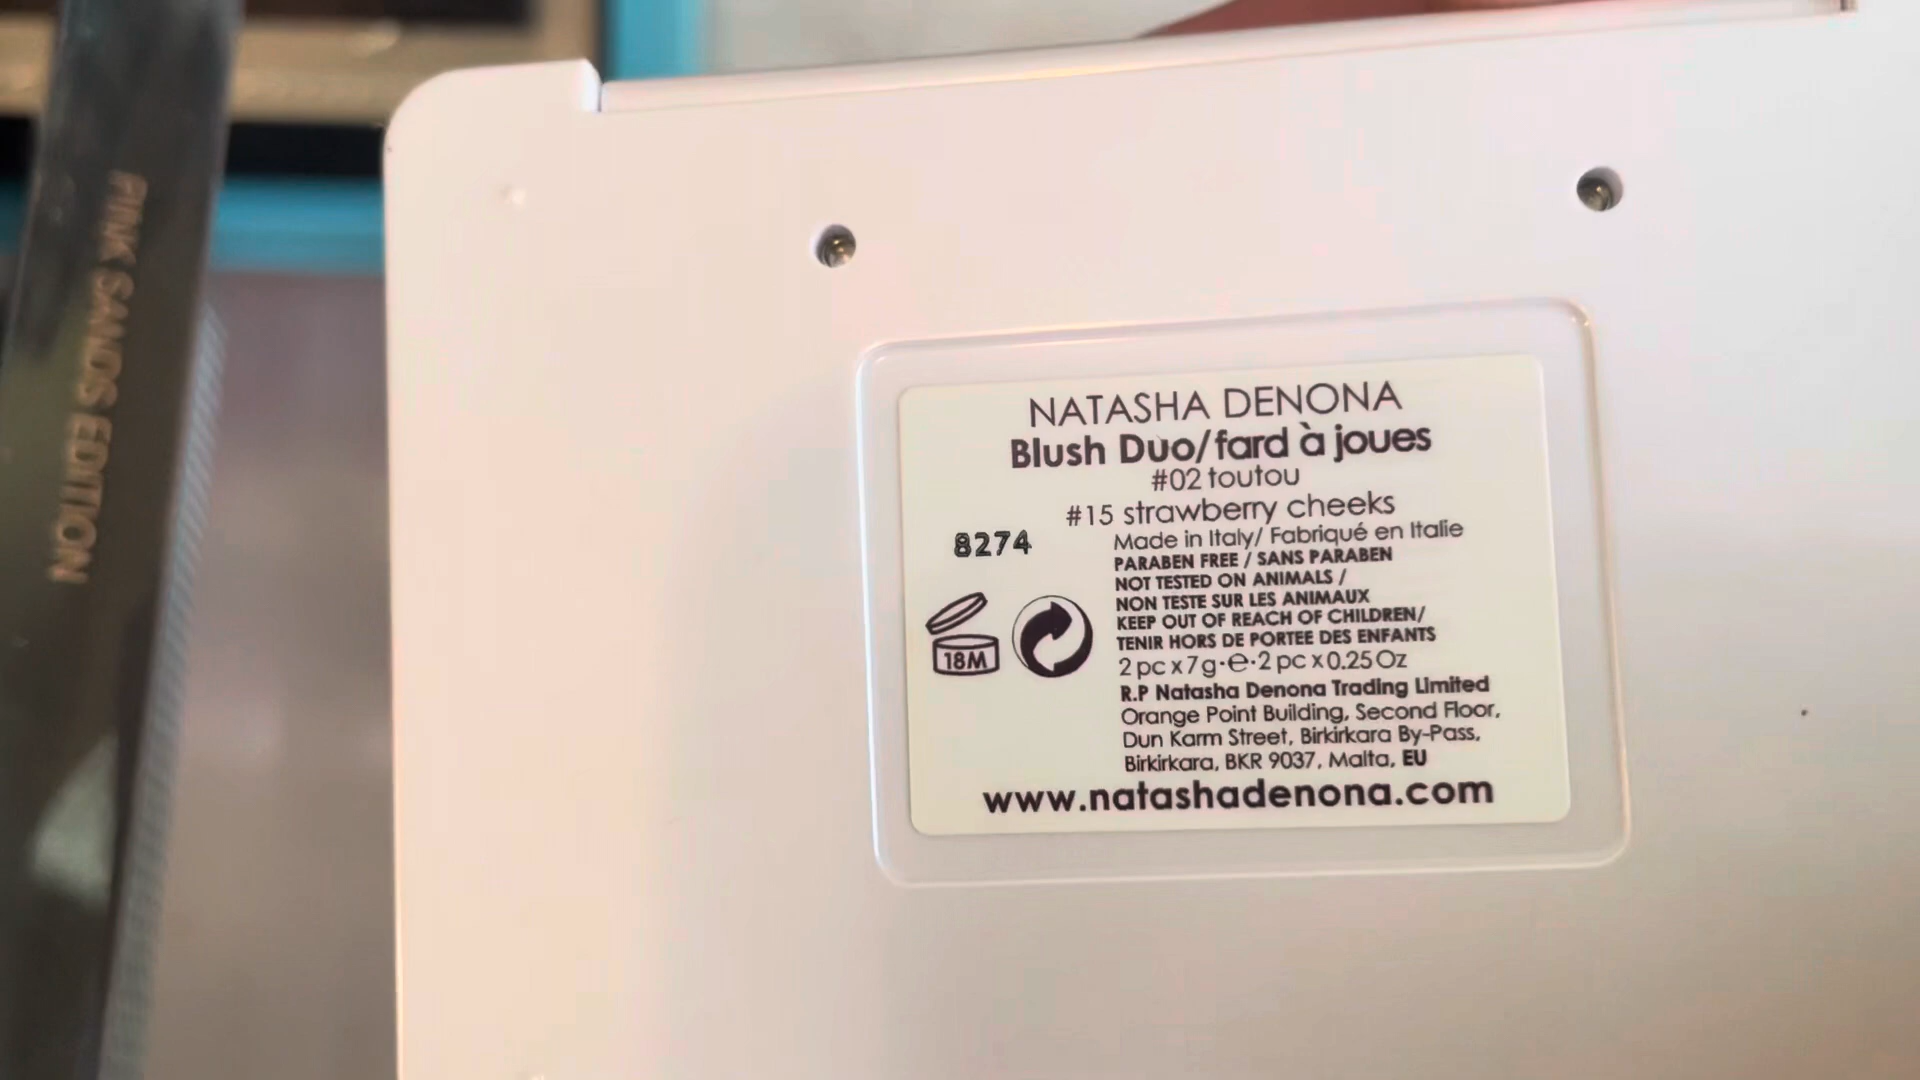 PINK SANDS EDITION
NATASHA DENONA
Blush Duo/fard à joues
#02 toutou
#15 strawberry cheeks
8274
Made in Italy/ Fabriqué en Italie
PARABEN FREE / SANS PARABEN
NOT TESTED ON ANIMALS /
NON TESTE SUR LES ANIMAUX
KEEP OUT OF REACH OF CHILDREN/
TENIR HORS DE PORTEE DES ENFANTS
18M
2 pc x 7g·e·2 pc x 0.25 Oz
R.P Natasha Denona Trading Limited
Orange Point Building, Second Floor,
Dun Karm Street, Birkirkara By-Pass,
Birkirkara, BKR 9037, Malta, EU
www.natashadenona.com